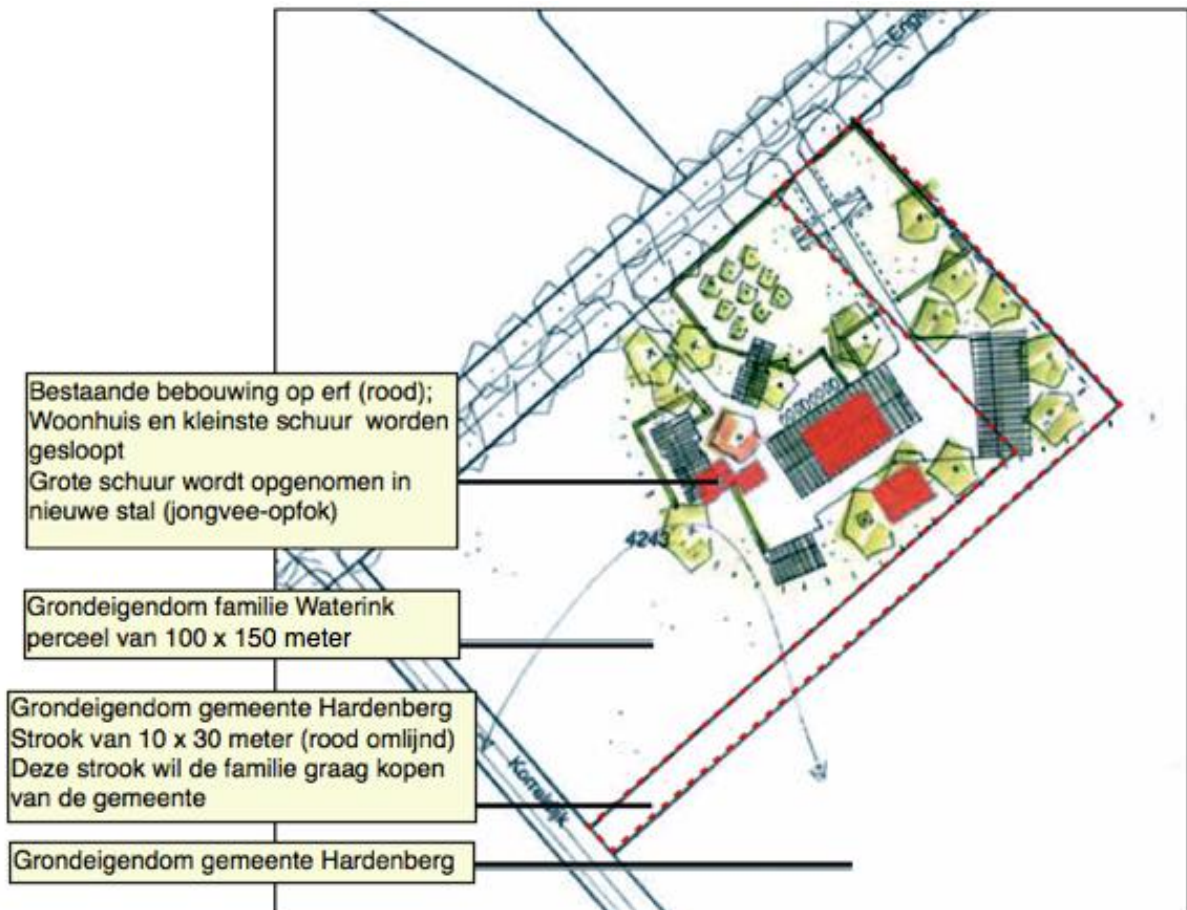 Bestaande bebouwing op erf (rood);
Woonhuis en kleinste schuur worden
gesloopt
Grote schuur wordt opgenomen in
nieuwe stal (jongvee-opfok)
4243
Grondeigendom familie Waterink
perceel van 100 x 150 meter
Grondeigendom gemeente Hardenberg
Strook van 10 x 30 meter (rood omlijnd)
Deze strook wil de familie graag kopen
van de gemeente
Grondeigendom gemeente Hardenberg